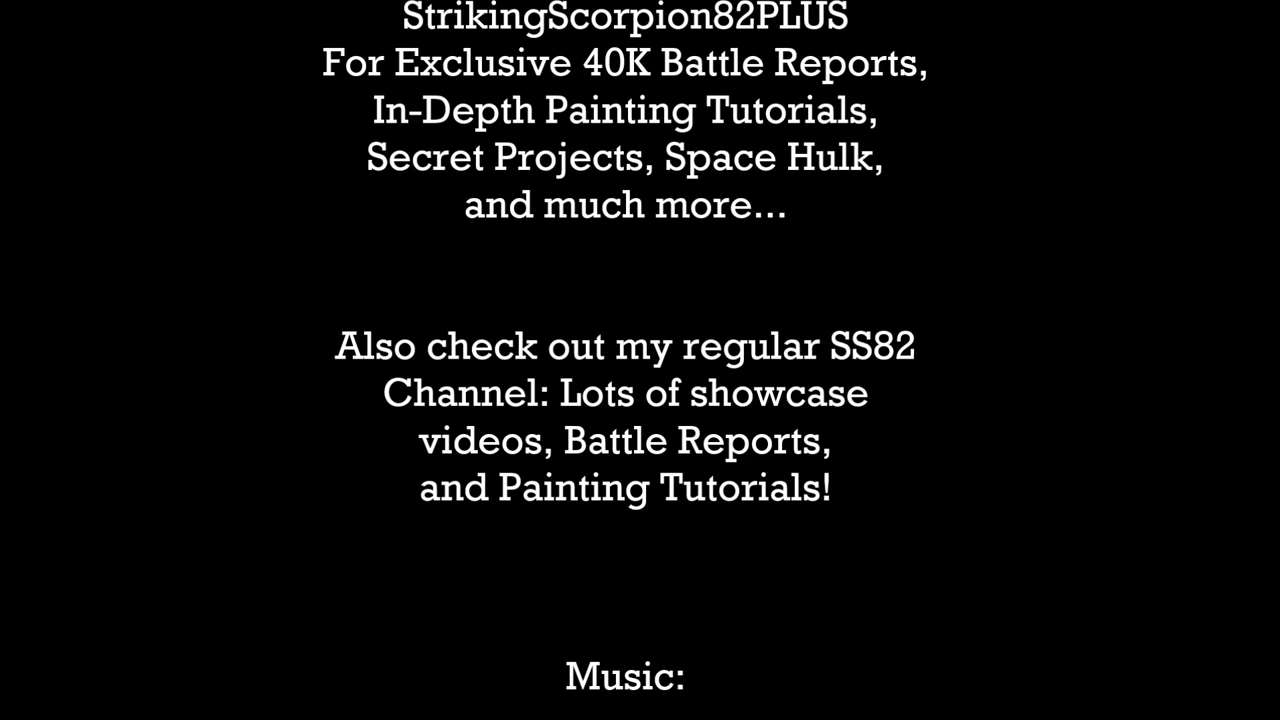 StrikingScorpion82PLUS
For Exclusive 40K Battle Reports,
In-Depth Painting Tutorials,
Secret Projects, Space Hulk,
and much more...
Also check out my regular SS82
Channel: Lots of showcase
videos, Battle Reports,
and Painting Tutorials!
Music: